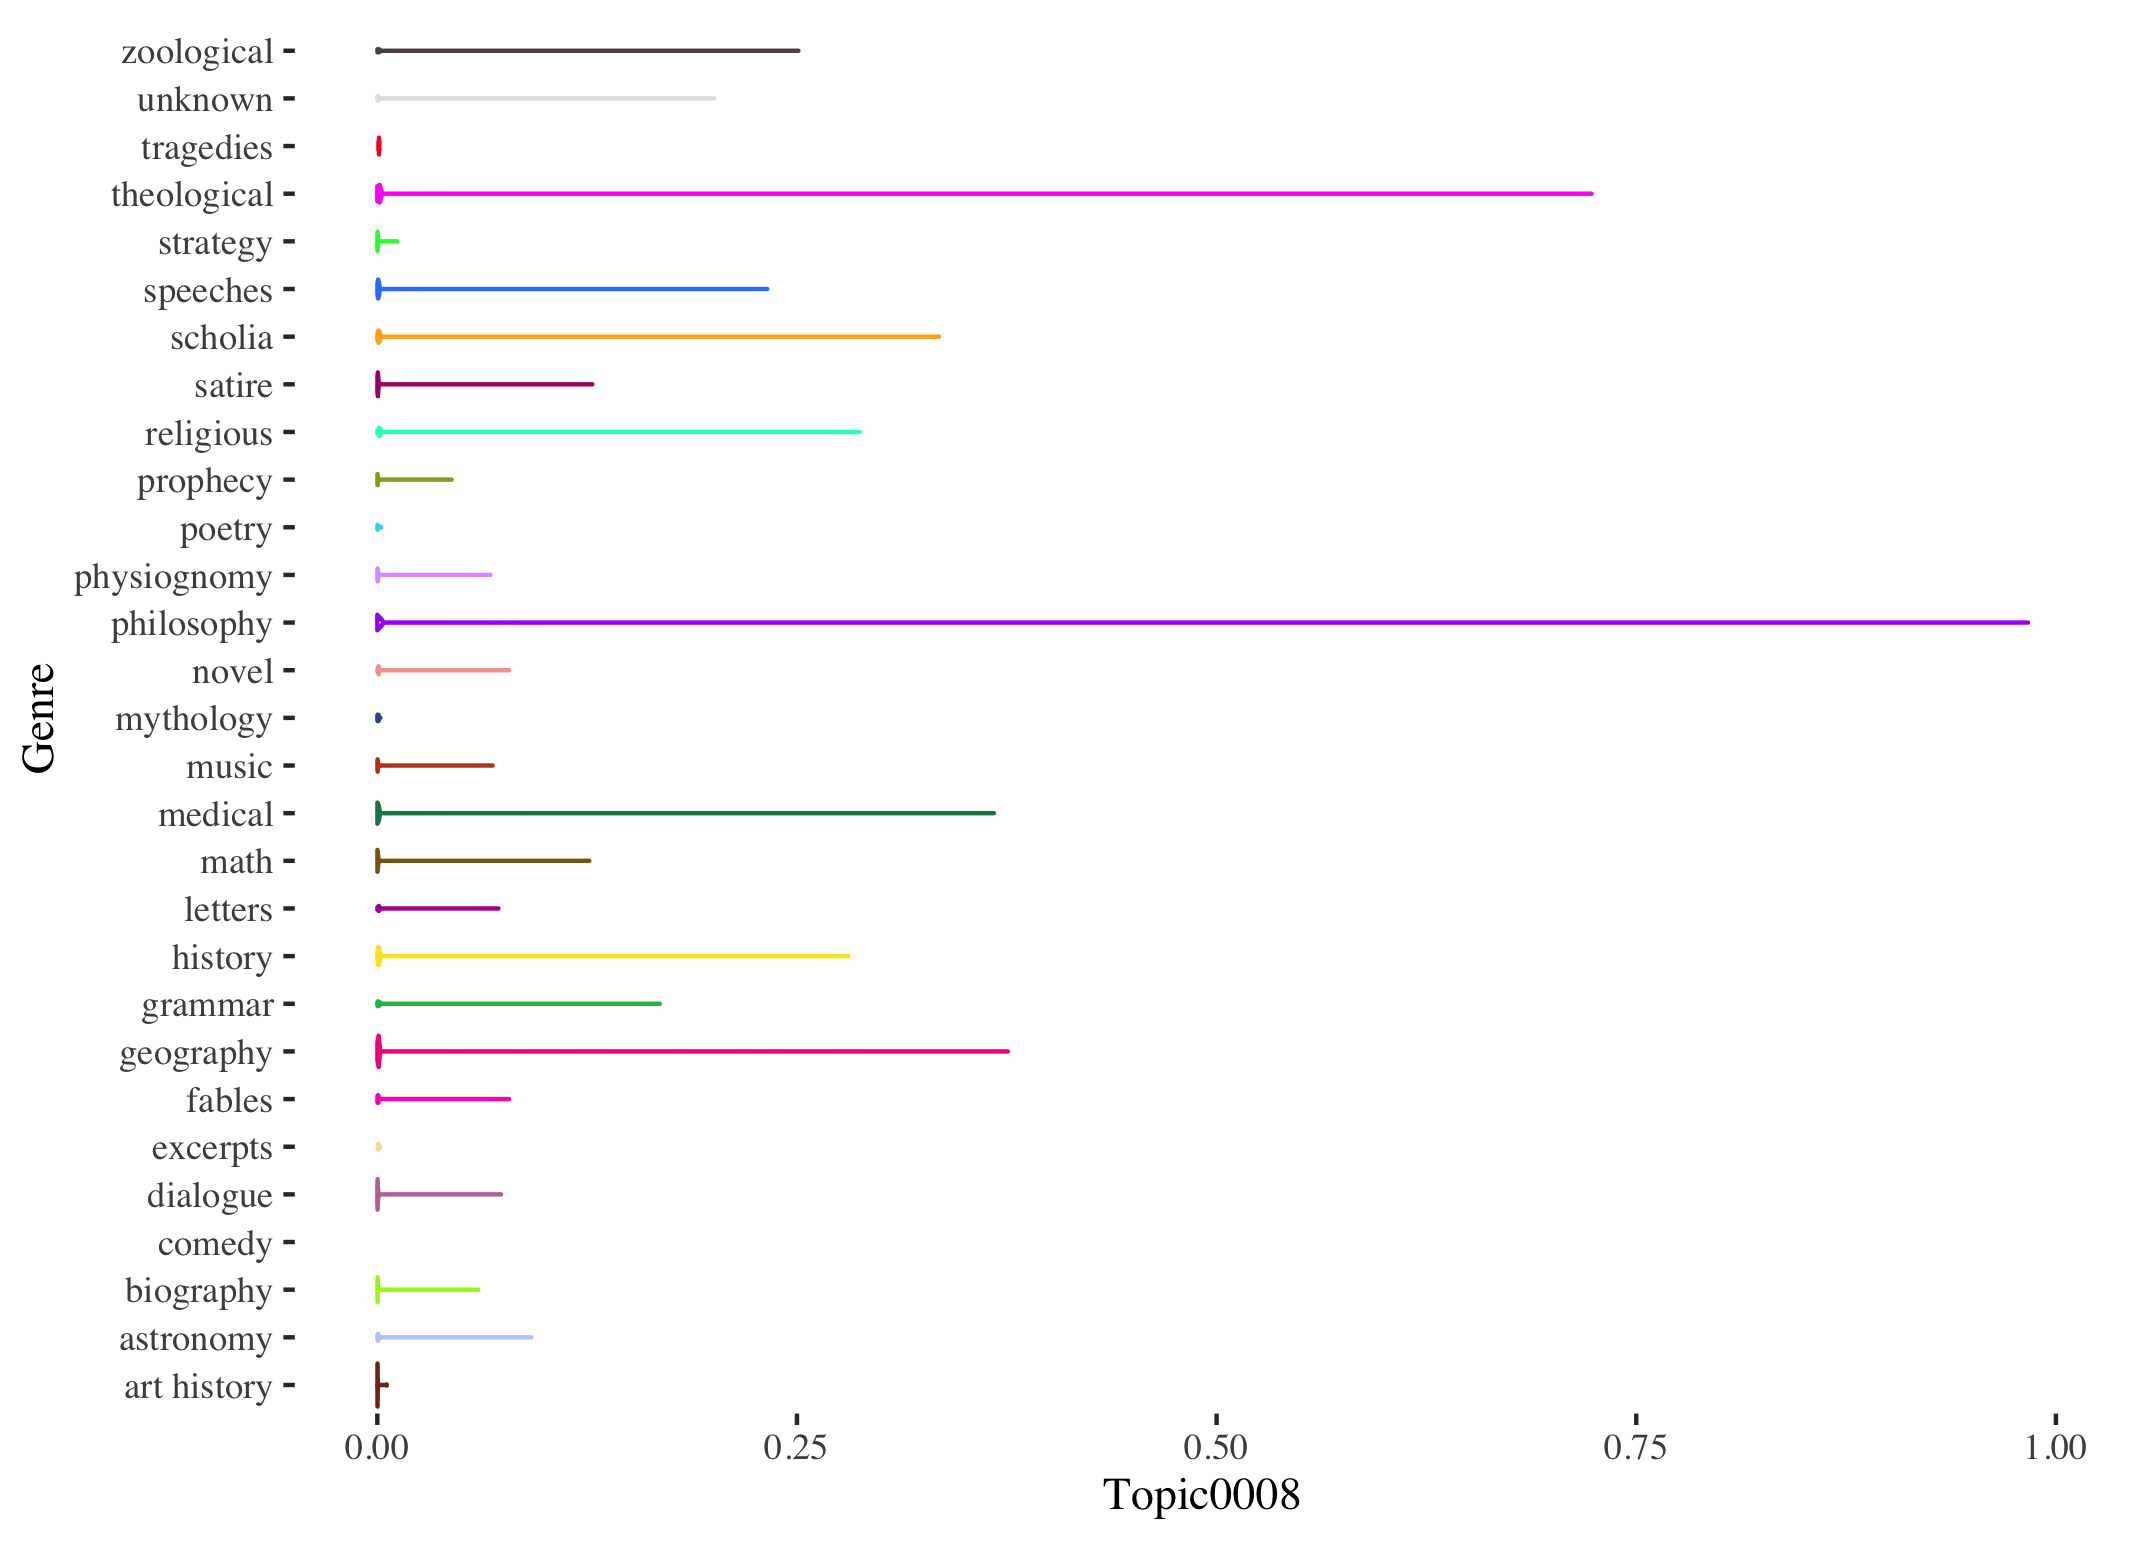 zoological
unknown
tragedies
theological
strategy
speeches
scholia
satire
religious
prophecy
poetry
physiognomy
philosophy
novel
mythology
music
medical
math
letters
history
grammar
geography
fables
excerpts
dialogue
comedy
biography
astronomy
art history
Genre
0.00 0.25 0.50 0.75 1.00
Topic0008